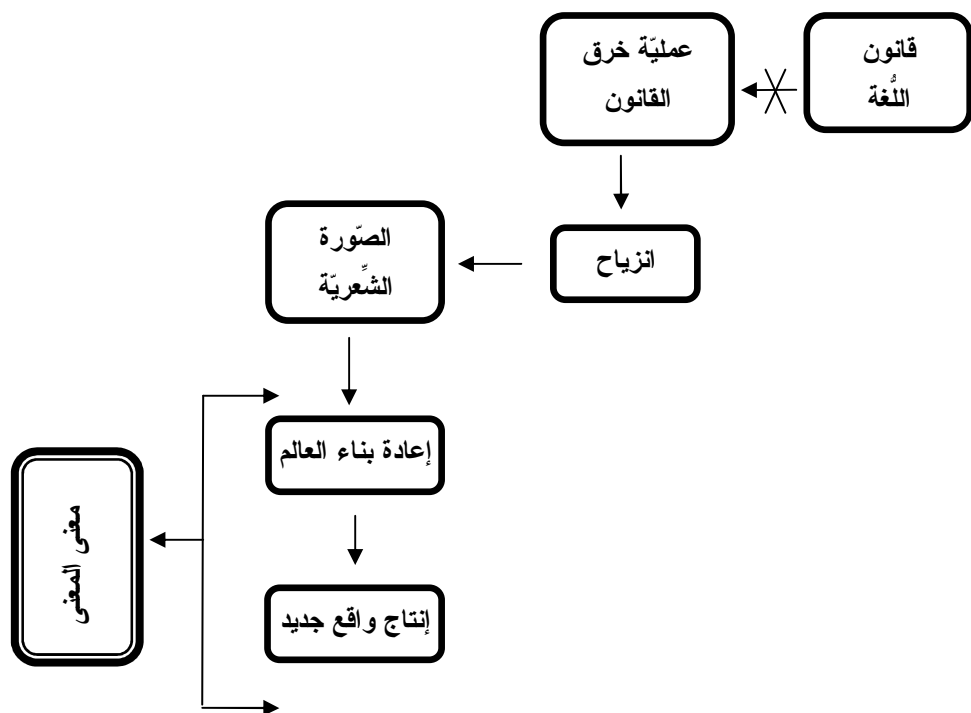 قانون
اللُّغة
عمليّة خرق
القانون
انزياح
الصّورة
الشِّعريّة
إعادة بناء العالم
إنتاج واقع جديد
معنى المعنى